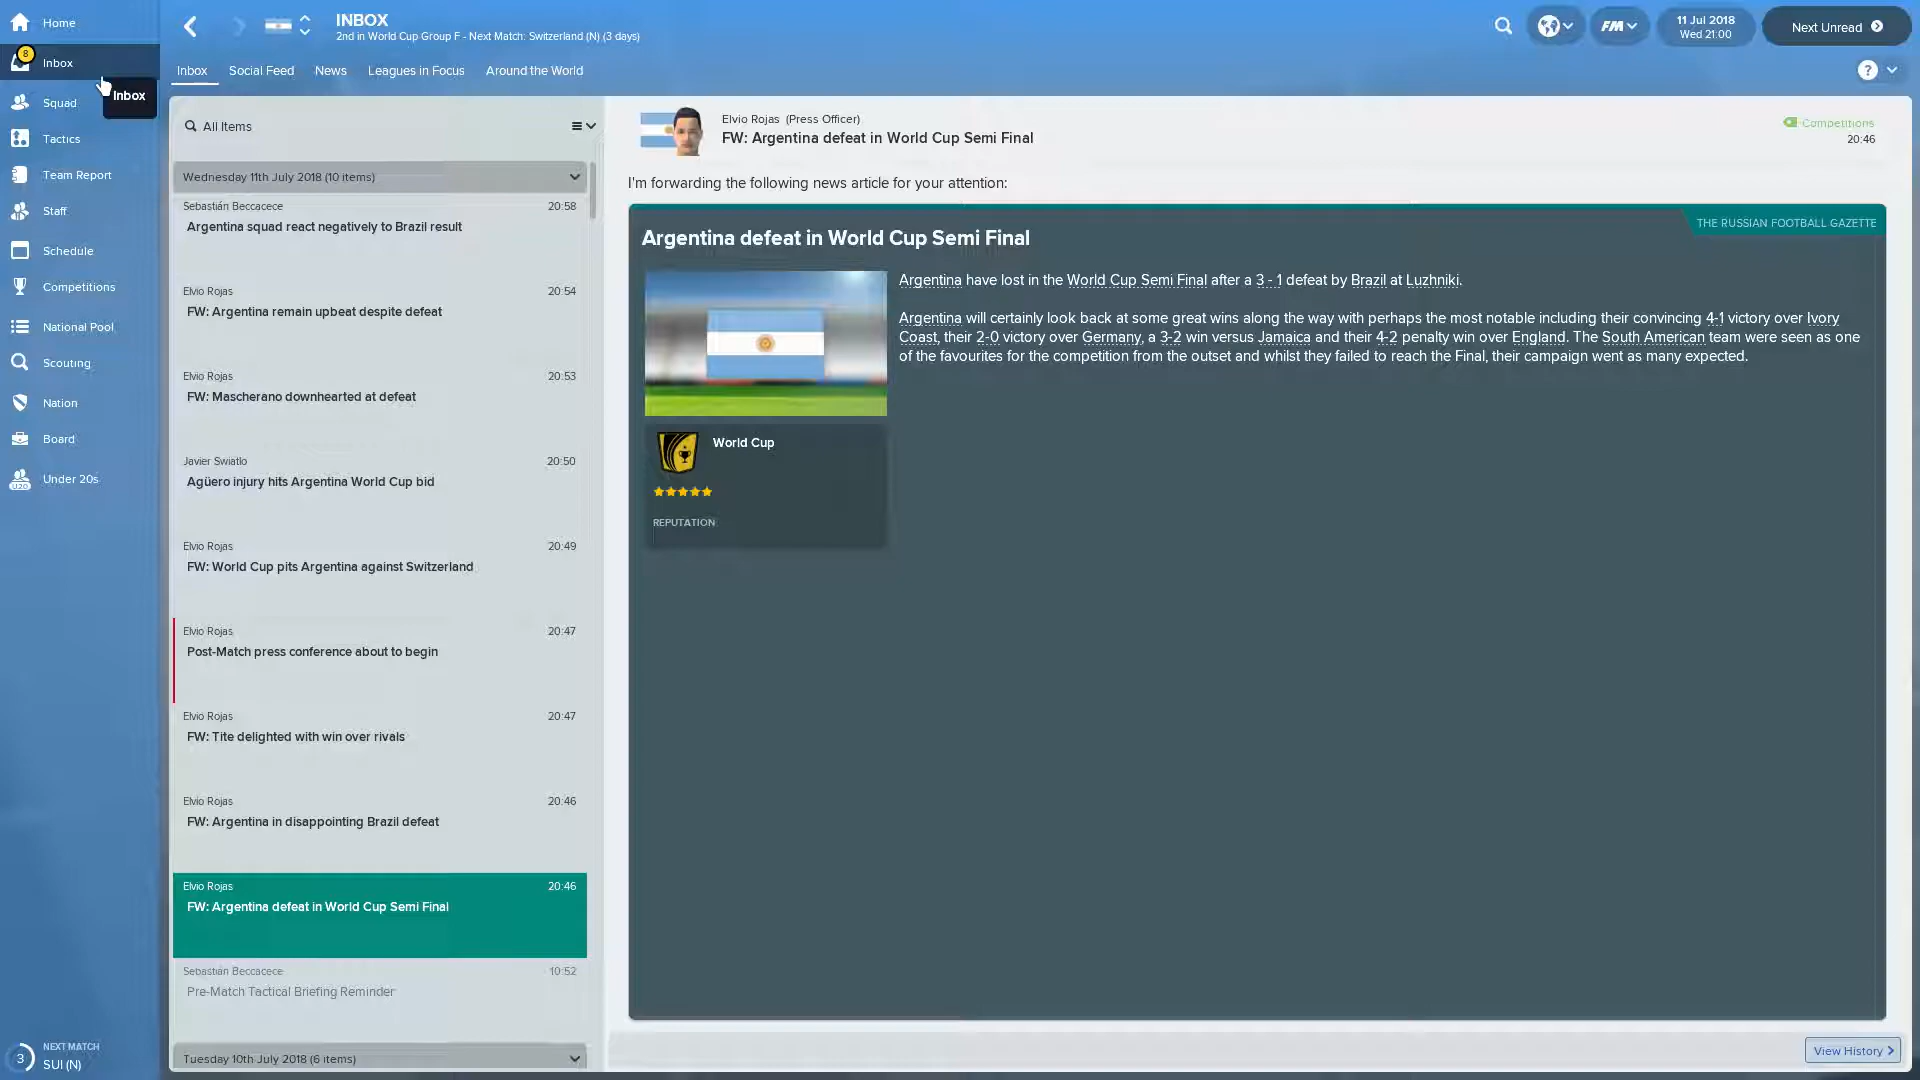 Home
8
Inbox
Inbox
Squad
Tactics
Team Report
Staff
Schedule
Competitions
National Pool
Scouting
Nation
Board
U20
Under 20s
3
NEXT MATCH
SUI (N)
INBOX
2nd in World Cup Group F - Next Match: Switzerland (N) (3 days)
FM
11 Jul 2018
Wed 21:00
Next Unread
Inbox
Social Feed
News
Leagues in Focus
Around the World
?
All Items
Wednesday 11th July 2018 (10 items)
Sebastián Beccacece 20:58
Argentina squad react negatively to Brazil result
Elvio Rojas 20:54
FW: Argentina remain upbeat despite defeat
Elvio Rojas 20:53
FW: Mascherano downhearted at defeat
Javier Swiatlo 20:50
Agüero injury hits Argentina World Cup bid
Elvio Rojas 20:49
FW: World Cup pits Argentina against Switzerland
Elvio Rojas 20:47
Post-Match press conference about to begin
Elvio Rojas 20:47
FW: Tite delighted with win over rivals
Elvio Rojas 20:46
FW: Argentina in disappointing Brazil defeat
Elvio Rojas 20:46
FW: Argentina defeat in World Cup Semi Final
Sebastián Beccacece 10:52
Pre-Match Tactical Briefing Reminder
Tuesday 10th July 2018 (6 items)
Elvio Rojas (Press Officer)
FW: Argentina defeat in World Cup Semi Final
Competitions
20:46
I'm forwarding the following news article for your attention:
THE RUSSIAN FOOTBALL GAZETTE
Argentina defeat in World Cup Semi Final
Argentina have lost in the World Cup Semi Final after a 3 - 1 defeat by Brazil at Luzhniki.
Argentina will certainly look back at some great wins along the way with perhaps the most notable including their convincing 4-1 victory over Ivory
Coast, their 2-0 victory over Germany, a 3-2 win versus Jamaica and their 4-2 penalty win over England. The South American team were seen as one
of the favourites for the competition from the outset and whilst they failed to reach the Final, their campaign went as many expected.
World Cup
REPUTATION
View History